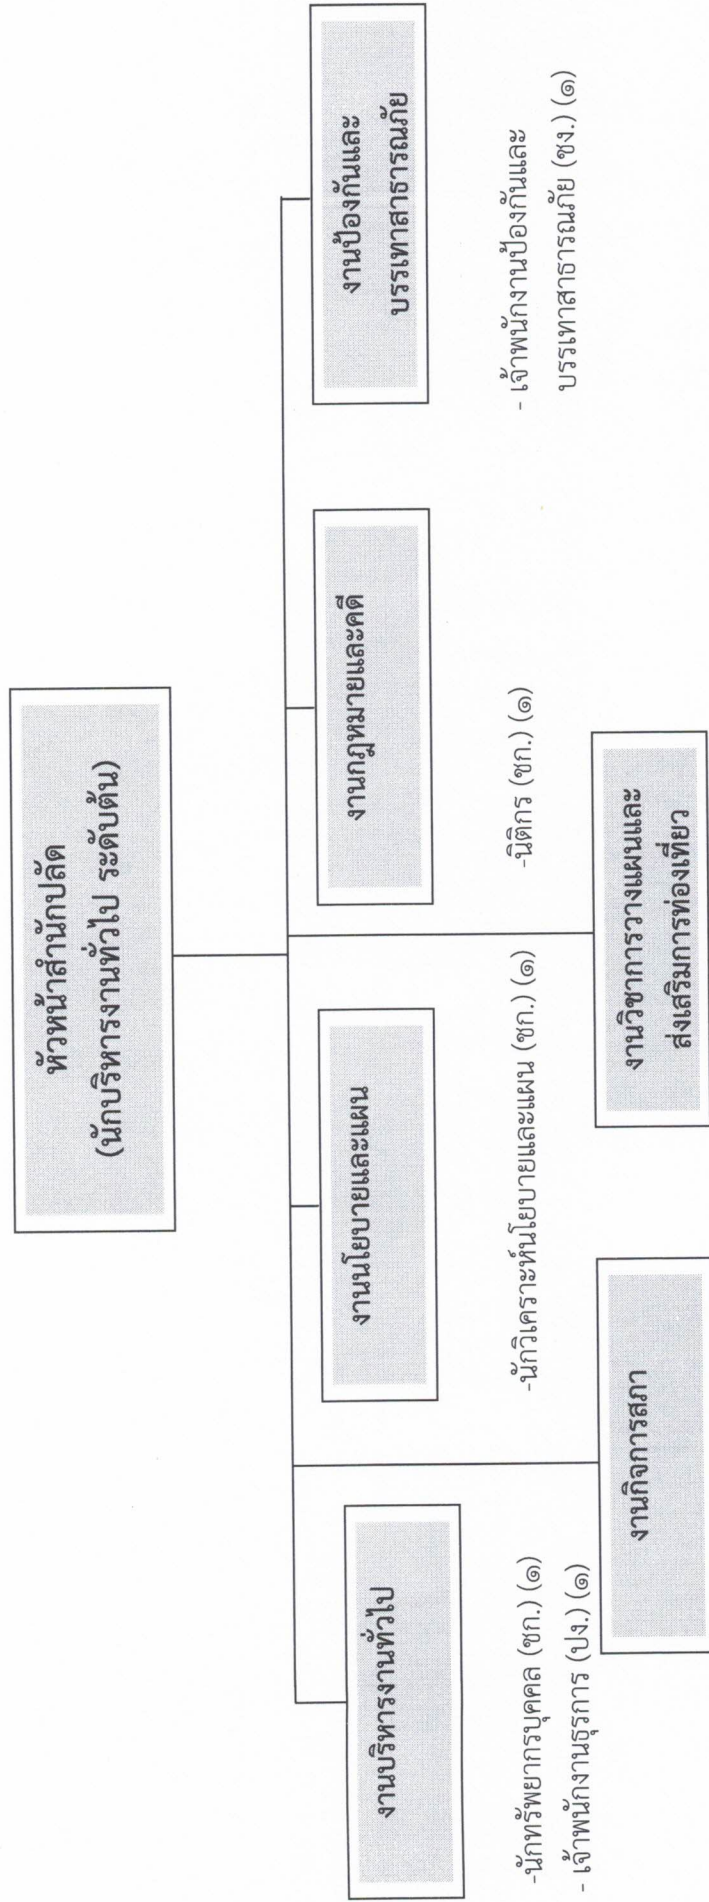 หัวหน้าสำนักปลัด
(นักบริหารงานทั่วไป ระดับต้น)
งานบริหารงานทั่วไป
-นักทรัพยากรบุคคล (ชก.) (๑)
- เจ้าพนักงานธุรการ (ปง.) (๑)
งานนโยบายและแผน
-นักวิเคราะห์นโยบายและแผน (ชก.) (๑)
งานกฎหมายและคดี
-นิติกร (ชก.) (๑)
งานป้องกันและ
บรรเทาสาธารณภัย
- เจ้าพนักงานป้องกันและ
บรรเทาสาธารณภัย (ชง.) (๑)
งานกิจการสภา
งานวิชาการวางแผนและ
ส่งเสริมการท่องเที่ยว